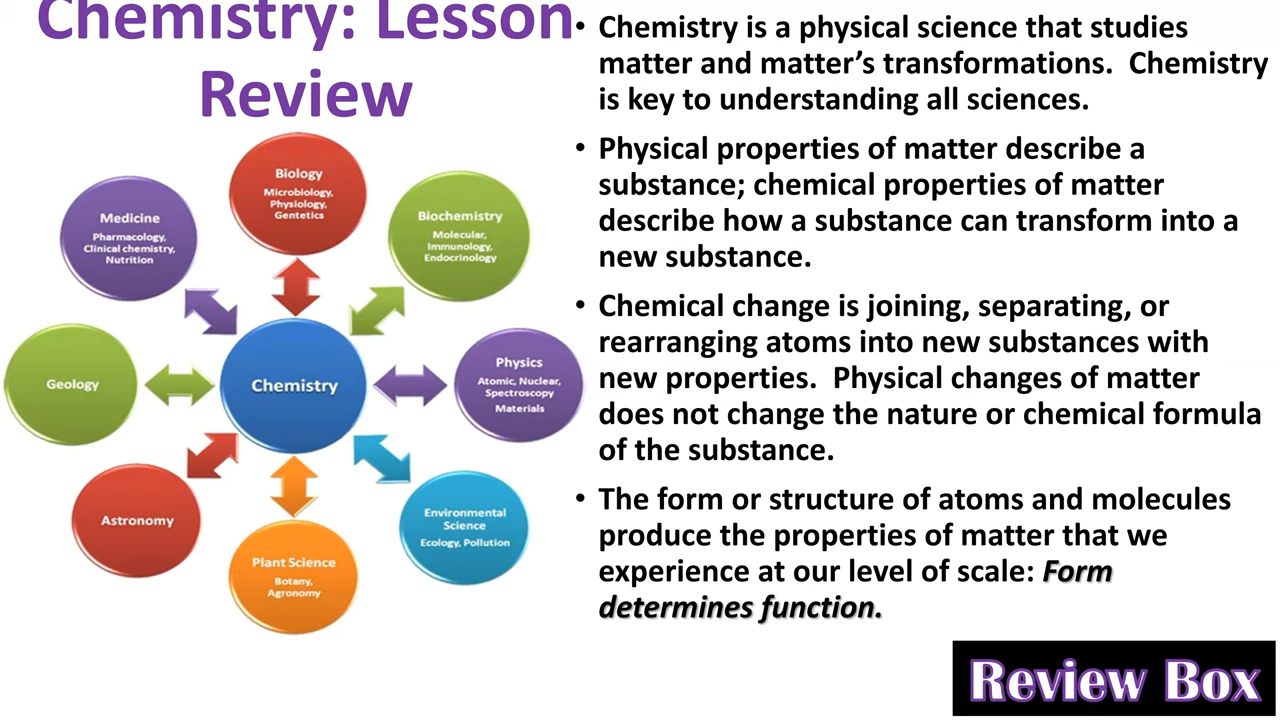 Chemistry: Lesson
Review
• Chemistry is a physical science that studies
matter and matter’s transformations.  Chemistry
is key to understanding all sciences.
• Physical properties of matter describe a
substance; chemical properties of matter
describe how a substance can transform into a
new substance.
• Chemical change is joining, separating, or
rearranging atoms into new substances with
new properties.  Physical changes of matter
does not change the nature or chemical formula
of the substance.
• The form or structure of atoms and molecules
produce the properties of matter that we
experience at our level of scale: Form
determines function.
Biology
Microbiology,
Physiology,
Gentetics
Biochemistry
Molecular,
Immunology,
Endocrinology
Physics
Atomic, Nuclear,
Spectroscopy
Materials
Environmental
Science
Ecology, Pollution
Plant Science
Botany,
Agronomy
Astronomy
Geology
Medicine
Pharmacology,
Clinical chemistry,
Nutrition
Chemistry
Review Box